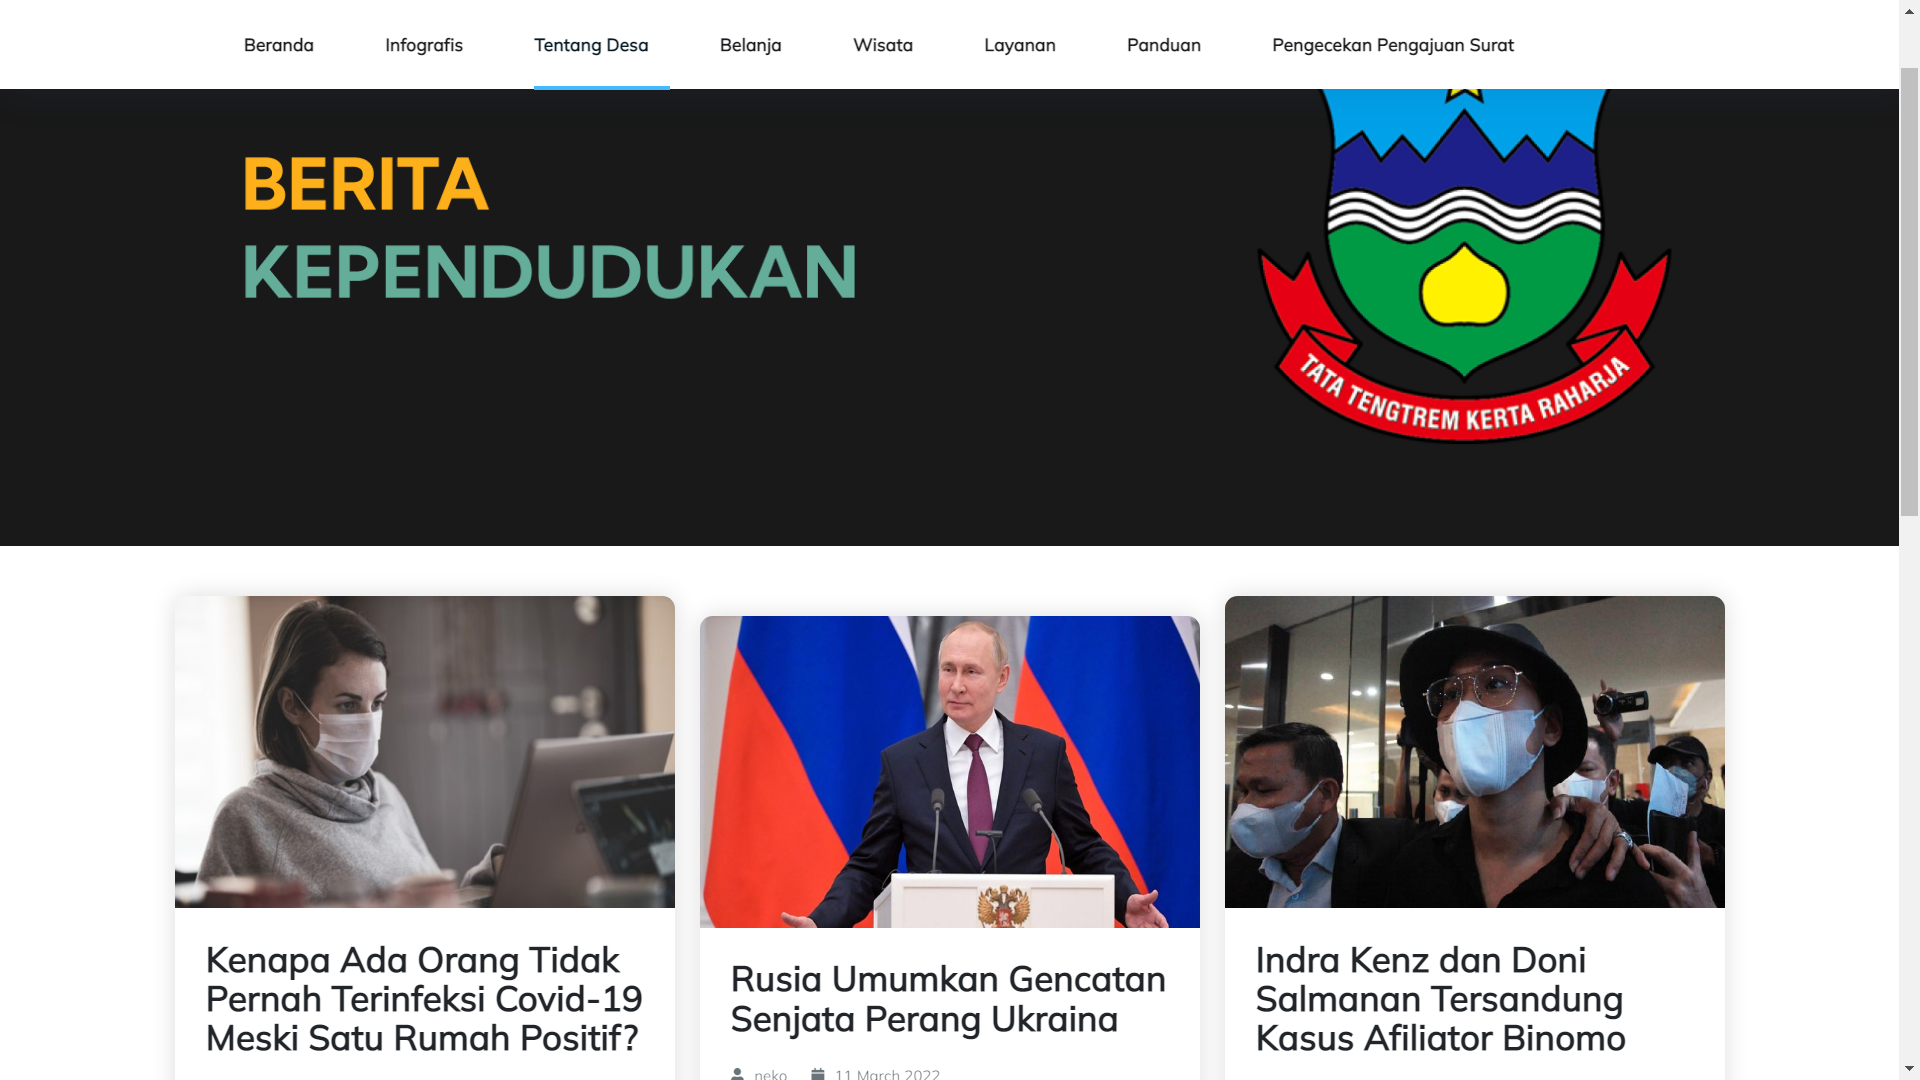 Beranda Infografis Tentang Desa Belanja Wisata Layanan Panduan Pengecekan Pengajuan Surat
BERITA
KEPENDUDUKAN
TATA TENGTREM KERTA RAHARJA
Kenapa Ada Orang Tidak
Pernah Terinfeksi Covid-19
Meski Satu Rumah Positif?
Rusia Umumkan Gencatan
Senjata Perang Ukraina
neko 11 March 2022
Indra Kenz dan Doni
Salmanan Tersandung
Kasus Afiliator Binomo